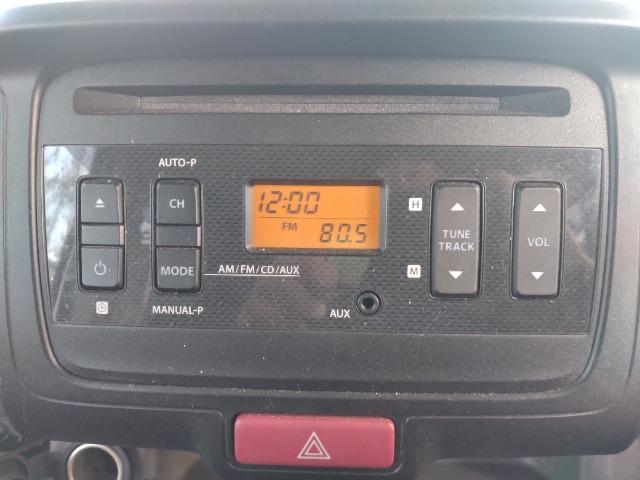 AUTO-P
CH
MODE
AM/FM/CD/AUX
MANUAL-P
12:00
FM 80.5
AUX
H
M
TUNE
TRACK
VOL